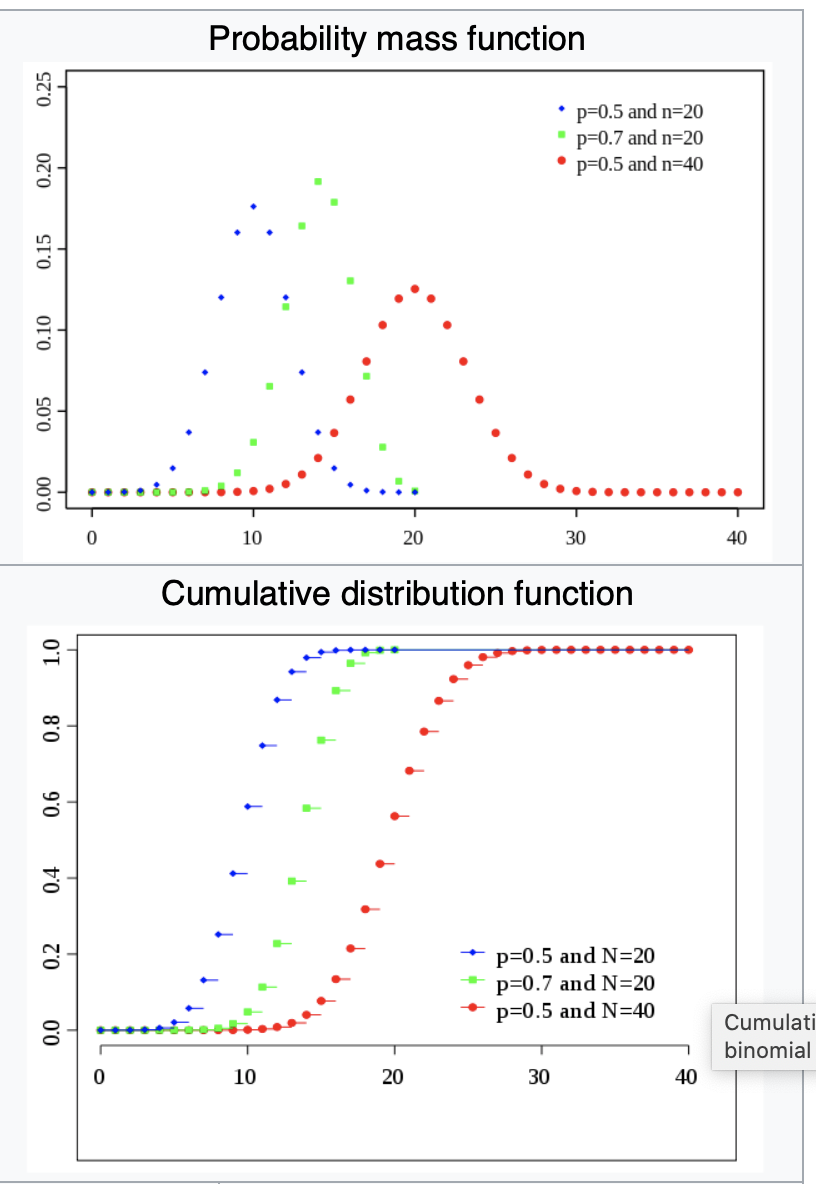 Probability mass function
0.25
0.20
0.15
0.10
0.05
0.00
p=0.5 and n=20
p=0.7 and n=20
p=0.5 and n=40
0 10 20 30 40
Cumulative distribution function
1.0
0.8
0.6
0.4
0.2
0.0
p=0.5 and N=20
p=0.7 and N=20
p=0.5 and N=40
0 10 20 30 40
Cumulati
binomial